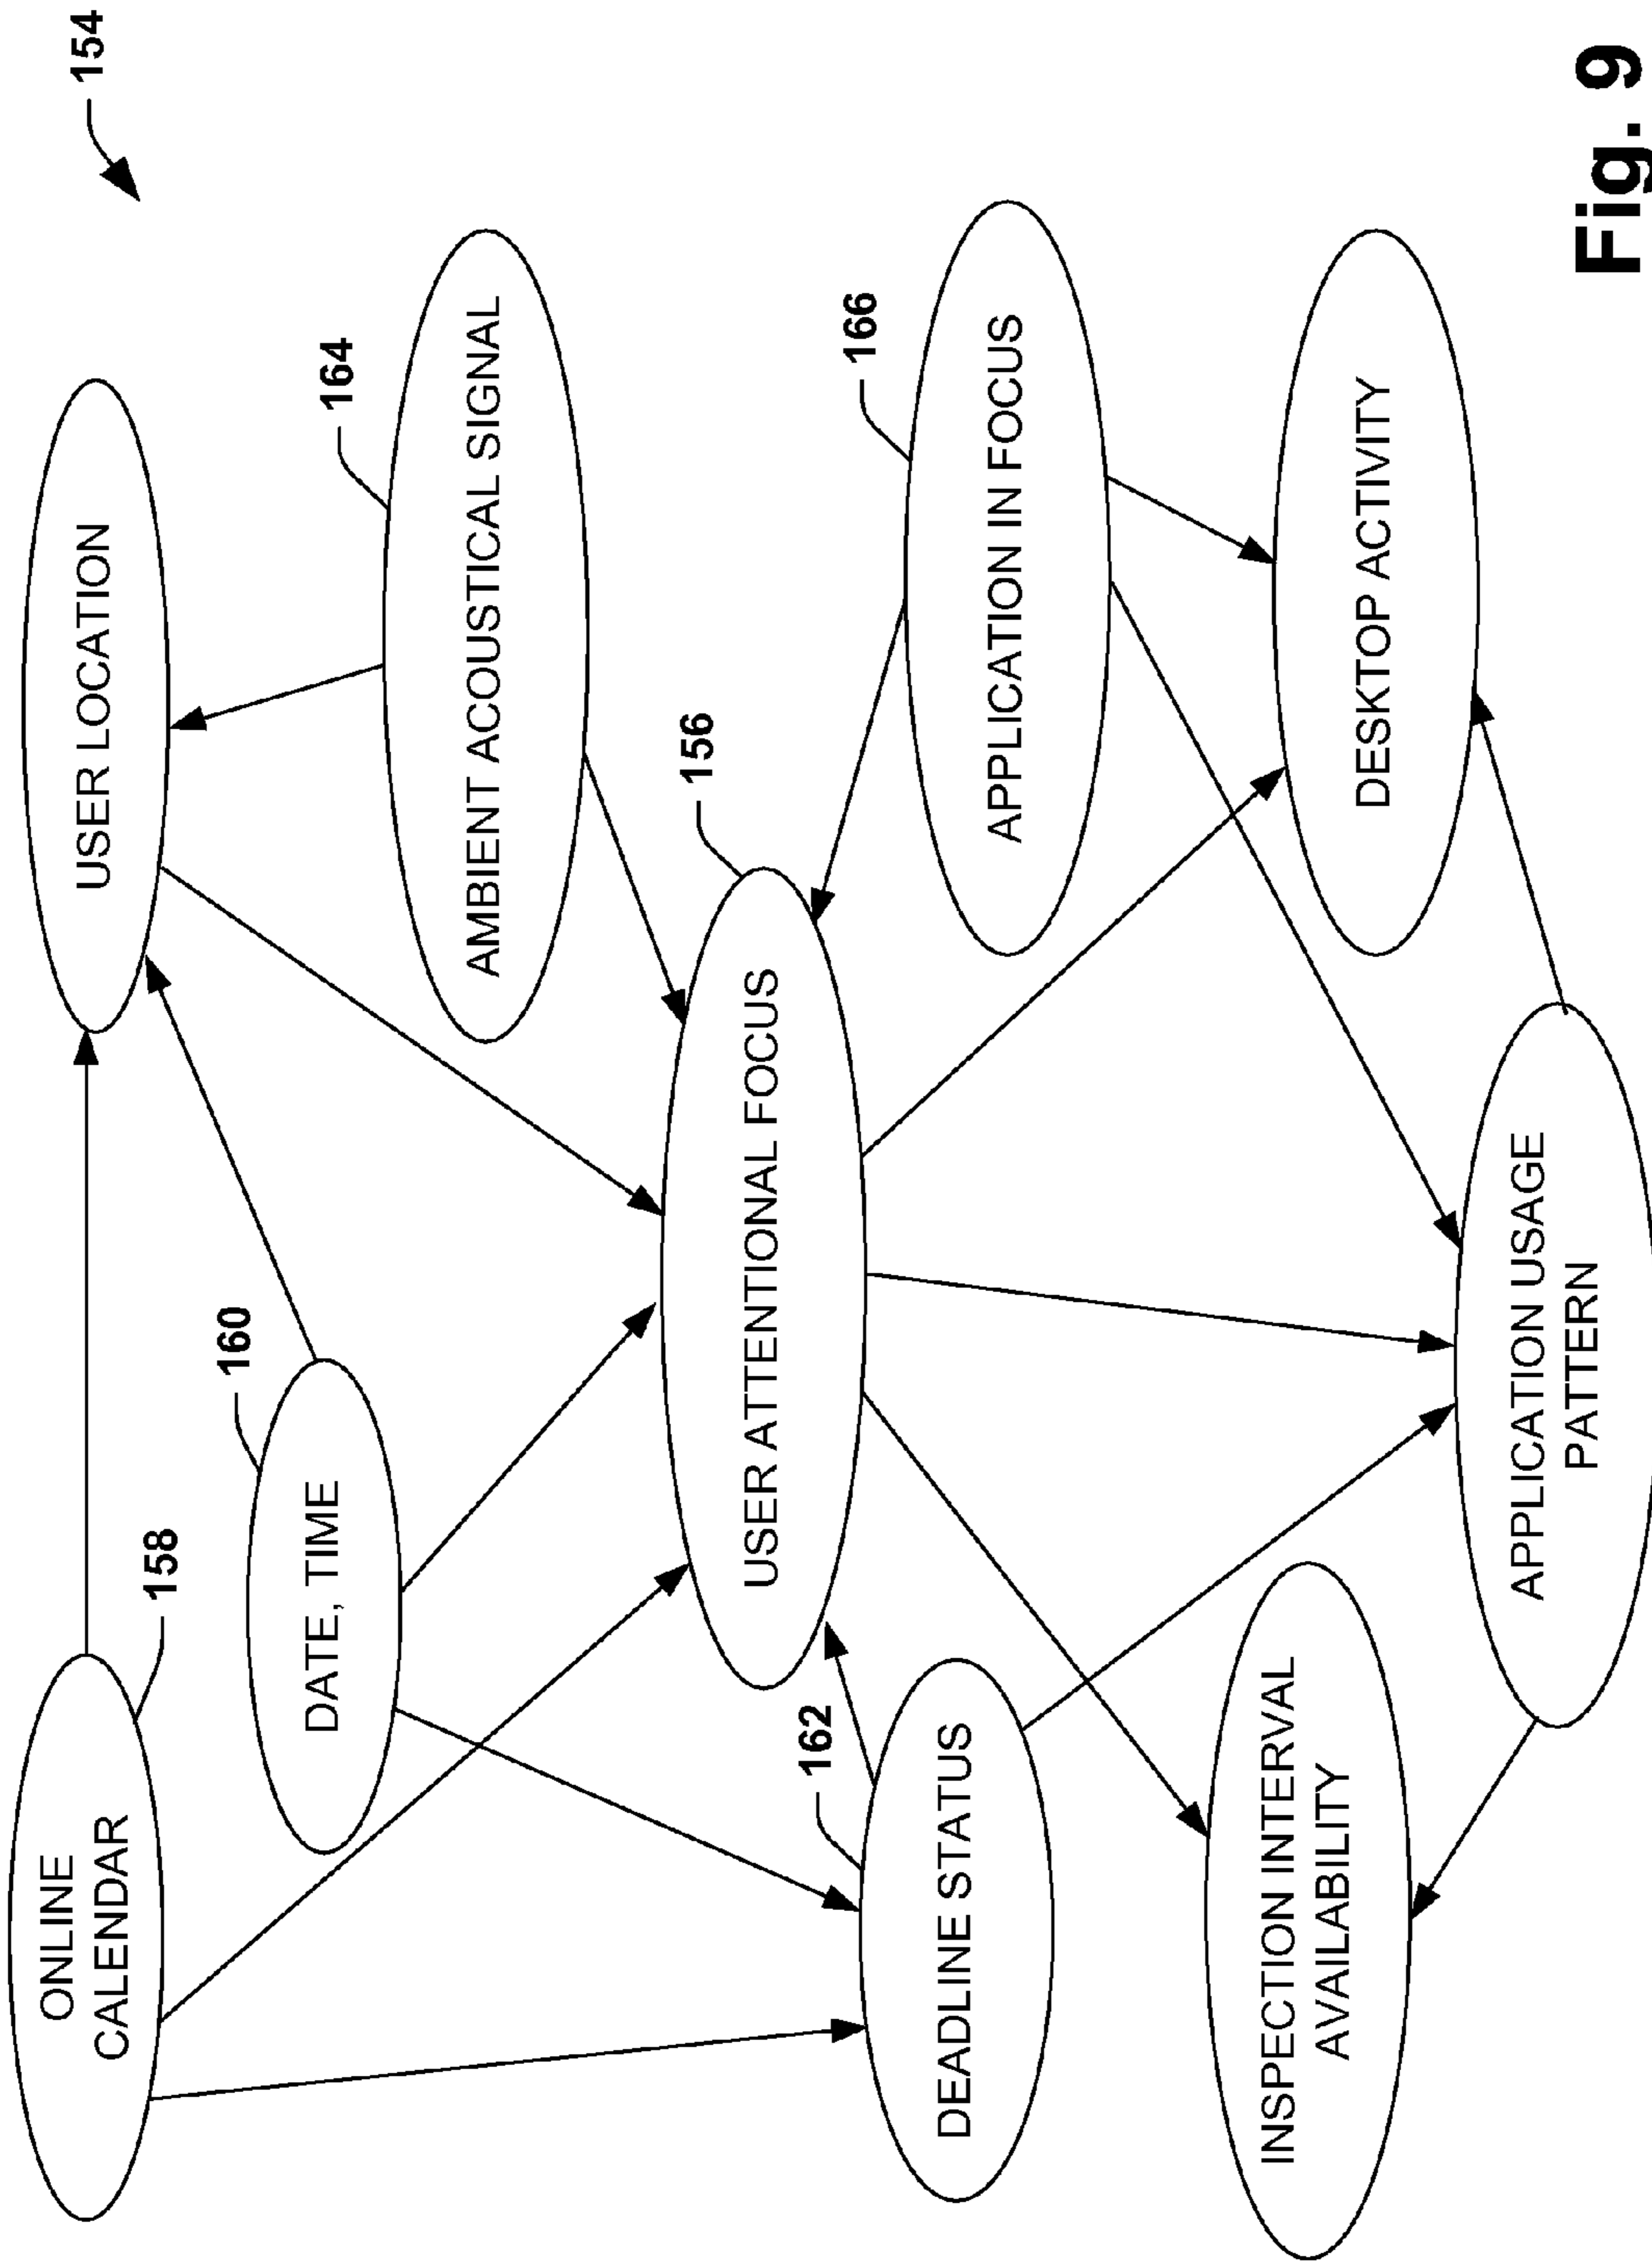 154
ONLINE
CALENDAR
158
USER LOCATION
160
DATE, TIME
164
AMBIENT ACOUSTICAL SIGNAL
156
USER ATTENTIONAL FOCUS
162
DEADLINE STATUS
166
APPLICATION IN FOCUS
INSPECTION INTERVAL
AVAILABILITY
DESKTOP ACTIVITY
APPLICATION USAGE
PATTERN
Fig. 9